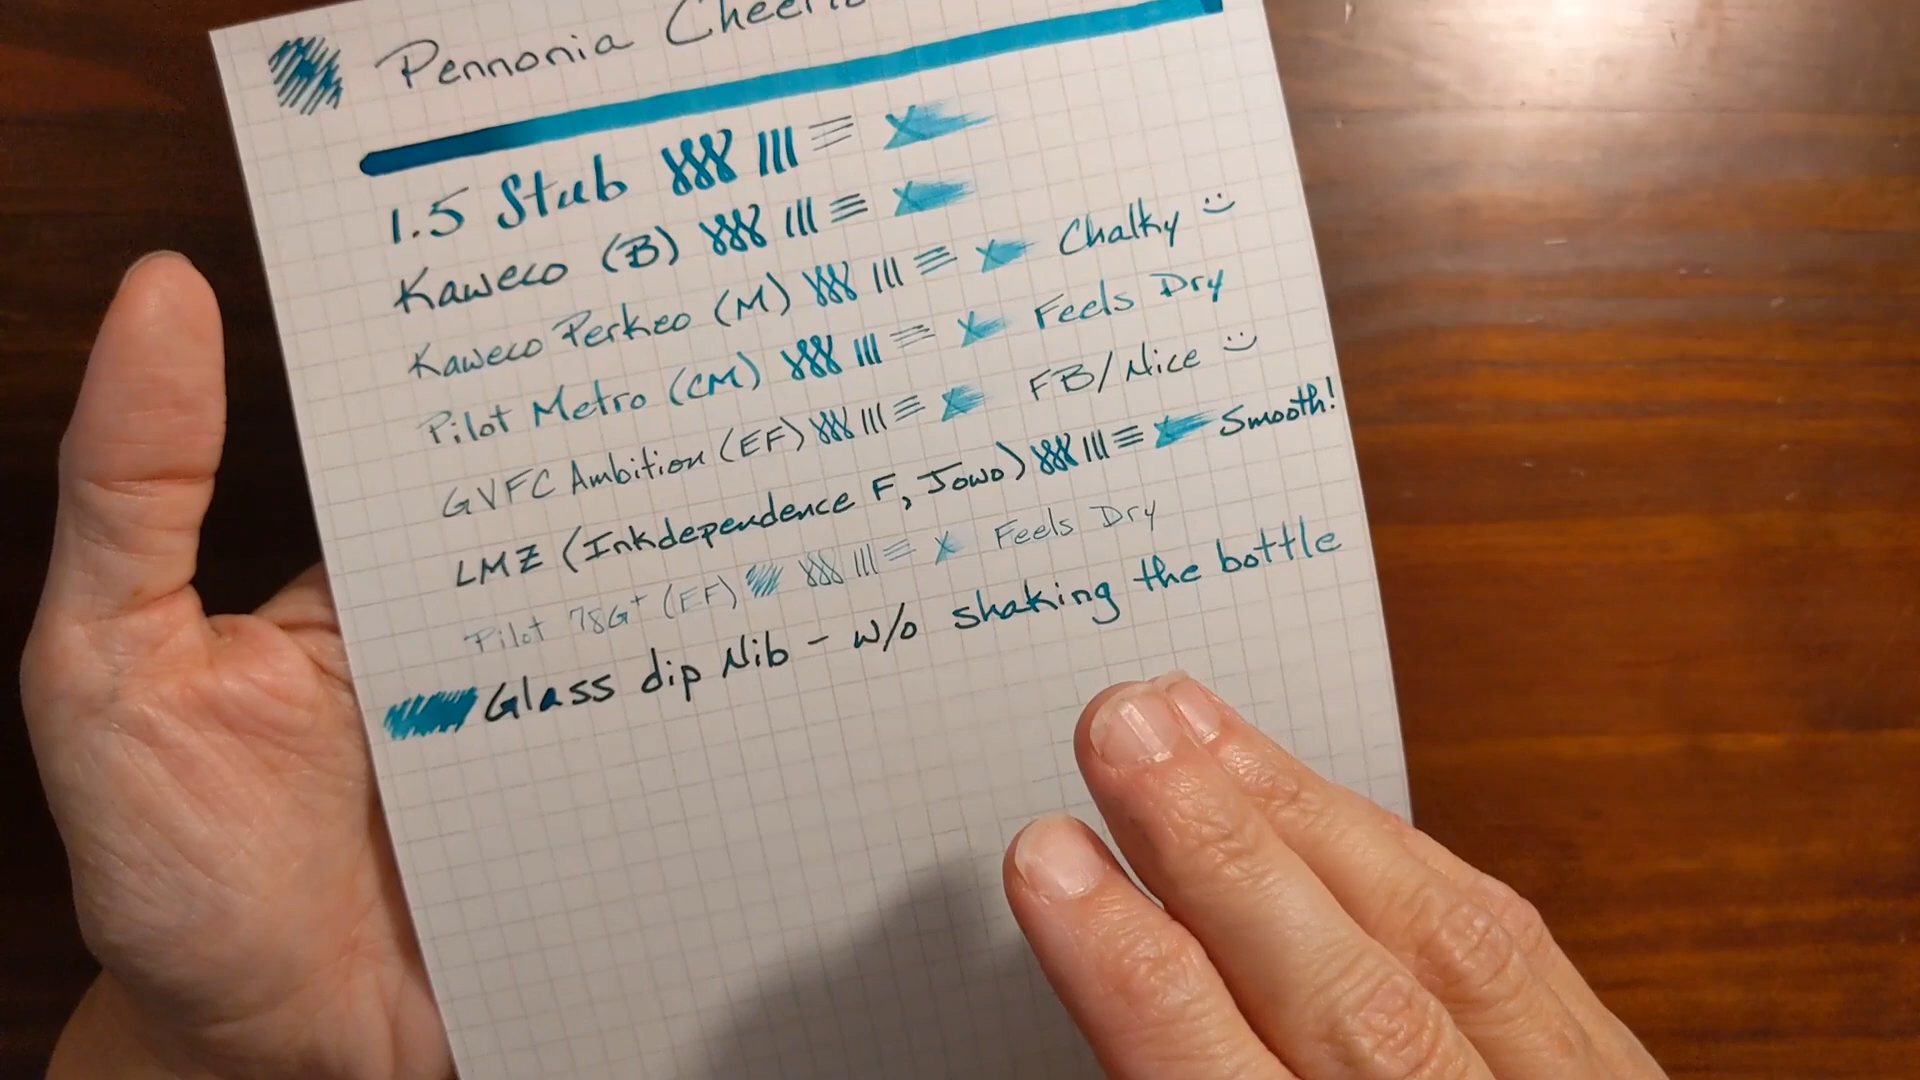 Pennonia
1.5 Stub
Kaweco (B)
Kaweco Perkeo (M) Chalky :)
Pilot Metro (CM) Feels Dry
GVFC Ambition (EF) FB/Nice :)
LMZ (Inkdependence F, Jowo) Smooth!
Pilot 78G+ (EF) Feels Dry
Glass dip Nib - w/o shaking the bottle